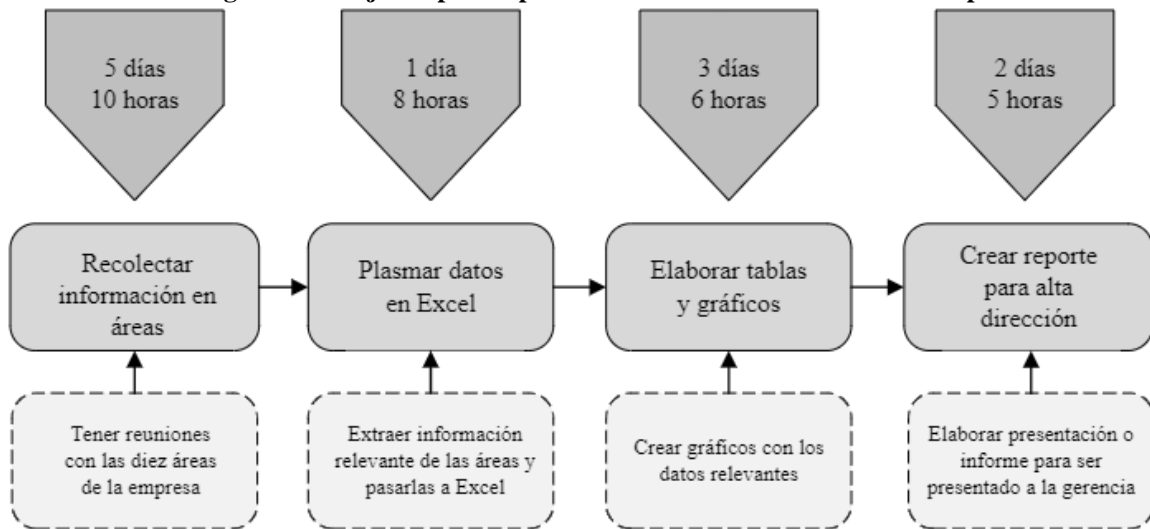 5 días
10 horas
1 día
8 horas
3 días
6 horas
2 días
5 horas
Recolectar
información en
áreas
Plasmar datos
en Excel
Elaborar tablas
y gráficos
Crear reporte
para alta
dirección
Tener reuniones
con las diez áreas
de la empresa
Extraer información
relevante de las áreas y
pasarlas a Excel
Crear gráficos con los
datos relevantes
Elaborar presentación o
informe para ser
presentado a la gerencia